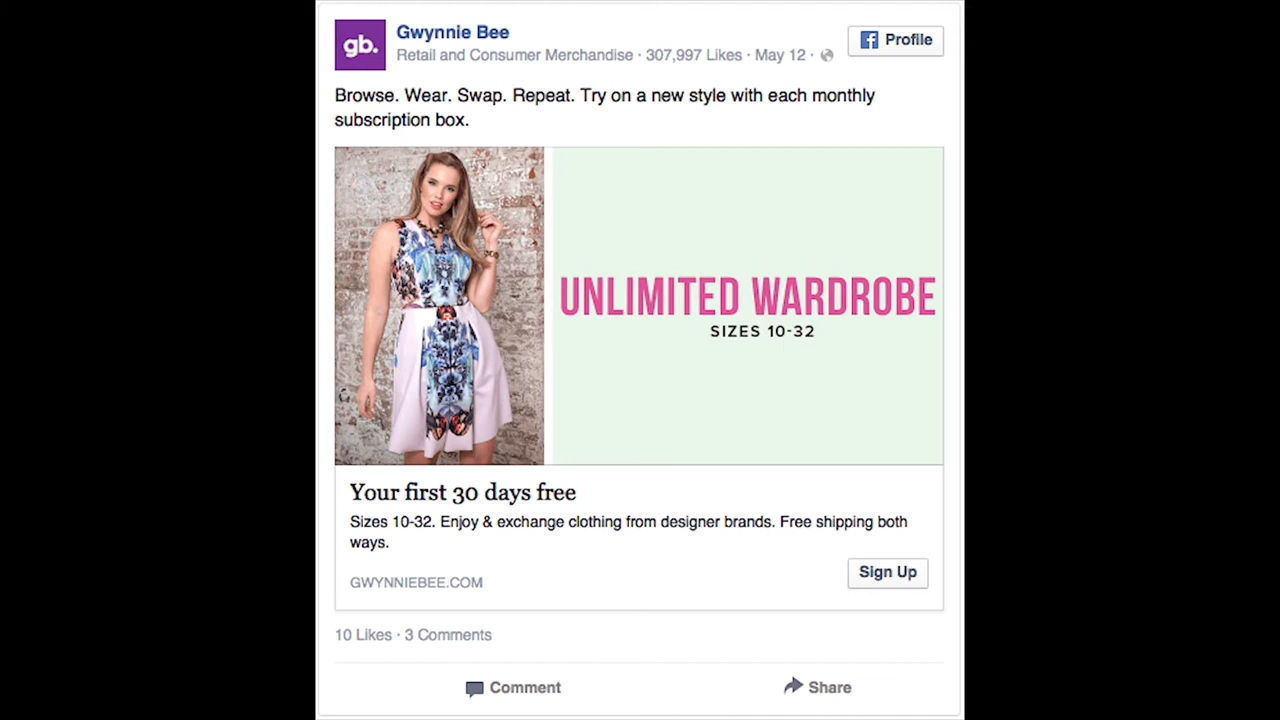 gb.
Gwynnie Bee
Retail and Consumer Merchandise · 307,997 Likes · May 12 ·
Profile
Browse. Wear. Swap. Repeat. Try on a new style with each monthly
subscription box.
UNLIMITED WARDROBE
SIZES 10-32
Your first 30 days free
Sizes 10-32. Enjoy & exchange clothing from designer brands. Free shipping both
ways.
GWYNNIEBEE.COM
Sign Up
10 Likes · 3 Comments
Comment
Share